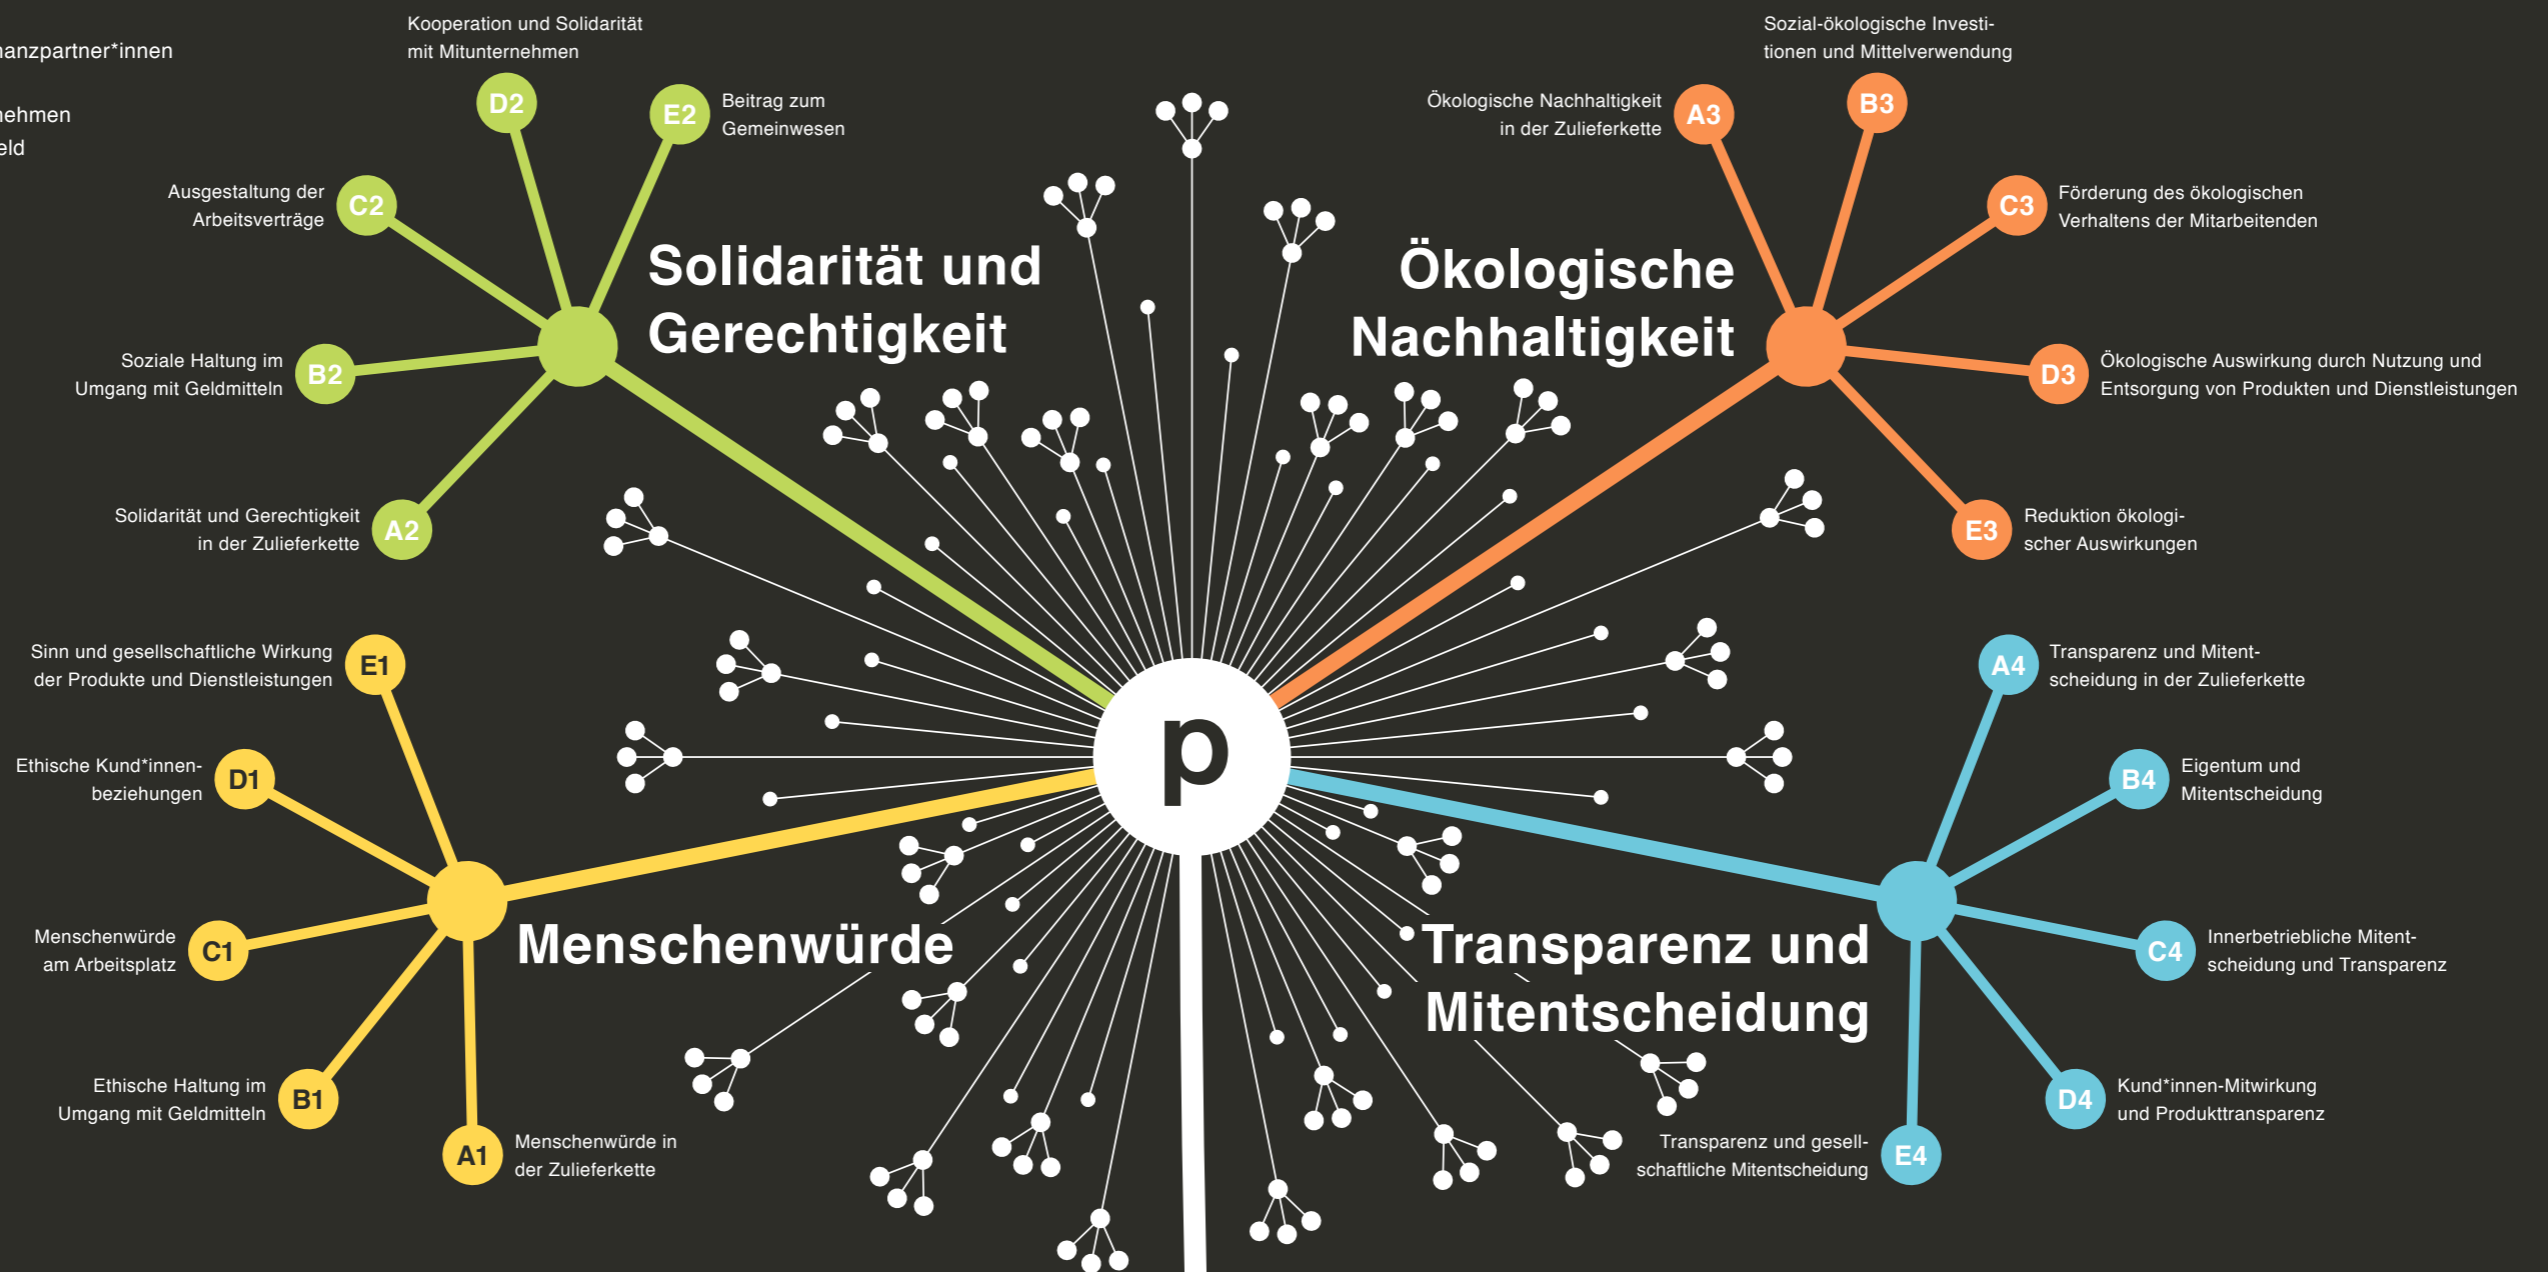 nanzpartner*innen
nehmen
eld
Kooperation und Solidarität
mit Mitunternehmen
D2
E2
Beitrag zum
Gemeinwesen
Ausgestaltung der
Arbeitsverträge
C2
Soziale Haltung im
Umgang mit Geldmitteln
B2
Solidarität und Gerechtigkeit
in der Zulieferkette
A2
Solidarität und
Gerechtigkeit
Sozial-ökologische Investi-
tionen und Mittelverwendung
Ökologische Nachhaltigkeit
in der Zulieferkette
A3
B3
C3
Förderung des ökologischen
Verhaltens der Mitarbeitenden
Ökologische
Nachhaltigkeit
D3
Ökologische Auswirkung durch Nutzung und
Entsorgung von Produkten und Dienstleistungen
E3
Reduktion ökologi-
scher Auswirkungen
p
Sinn und gesellschaftliche Wirkung
der Produkte und Dienstleistungen
E1
Ethische Kund*innen-
beziehungen
D1
Menschenwürde
am Arbeitsplatz
C1
Menschenwürde
Ethische Haltung im
Umgang mit Geldmitteln
B1
A1
Menschenwürde in
der Zulieferkette
A4
Transparenz und Mitent-
scheidung in der Zulieferkette
B4
Eigentum und
Mitentscheidung
Transparenz und
Mitentscheidung
C4
Innerbetriebliche Mitent-
scheidung und Transparenz
D4
Kund*innen-Mitwirkung
und Produkttransparenz
Transparenz und gesell-
schaftliche Mitentscheidung
E4